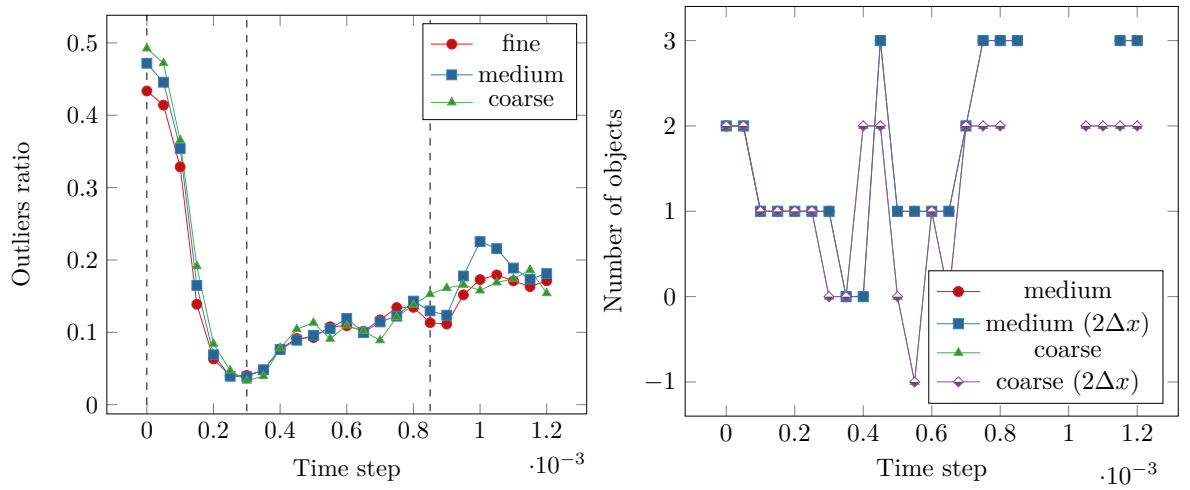 0.5
0.4
0.3
0.2
0.1
0
0 0.2 0.4 0.6 0.8 1 1.2
·10⁻³
Time step
Outliers ratio
fine
medium
coarse
3
2
1
0
−1
0 0.2 0.4 0.6 0.8 1 1.2
·10⁻³
Time step
Number of objects
medium
medium (2Δx)
coarse
coarse (2Δx)